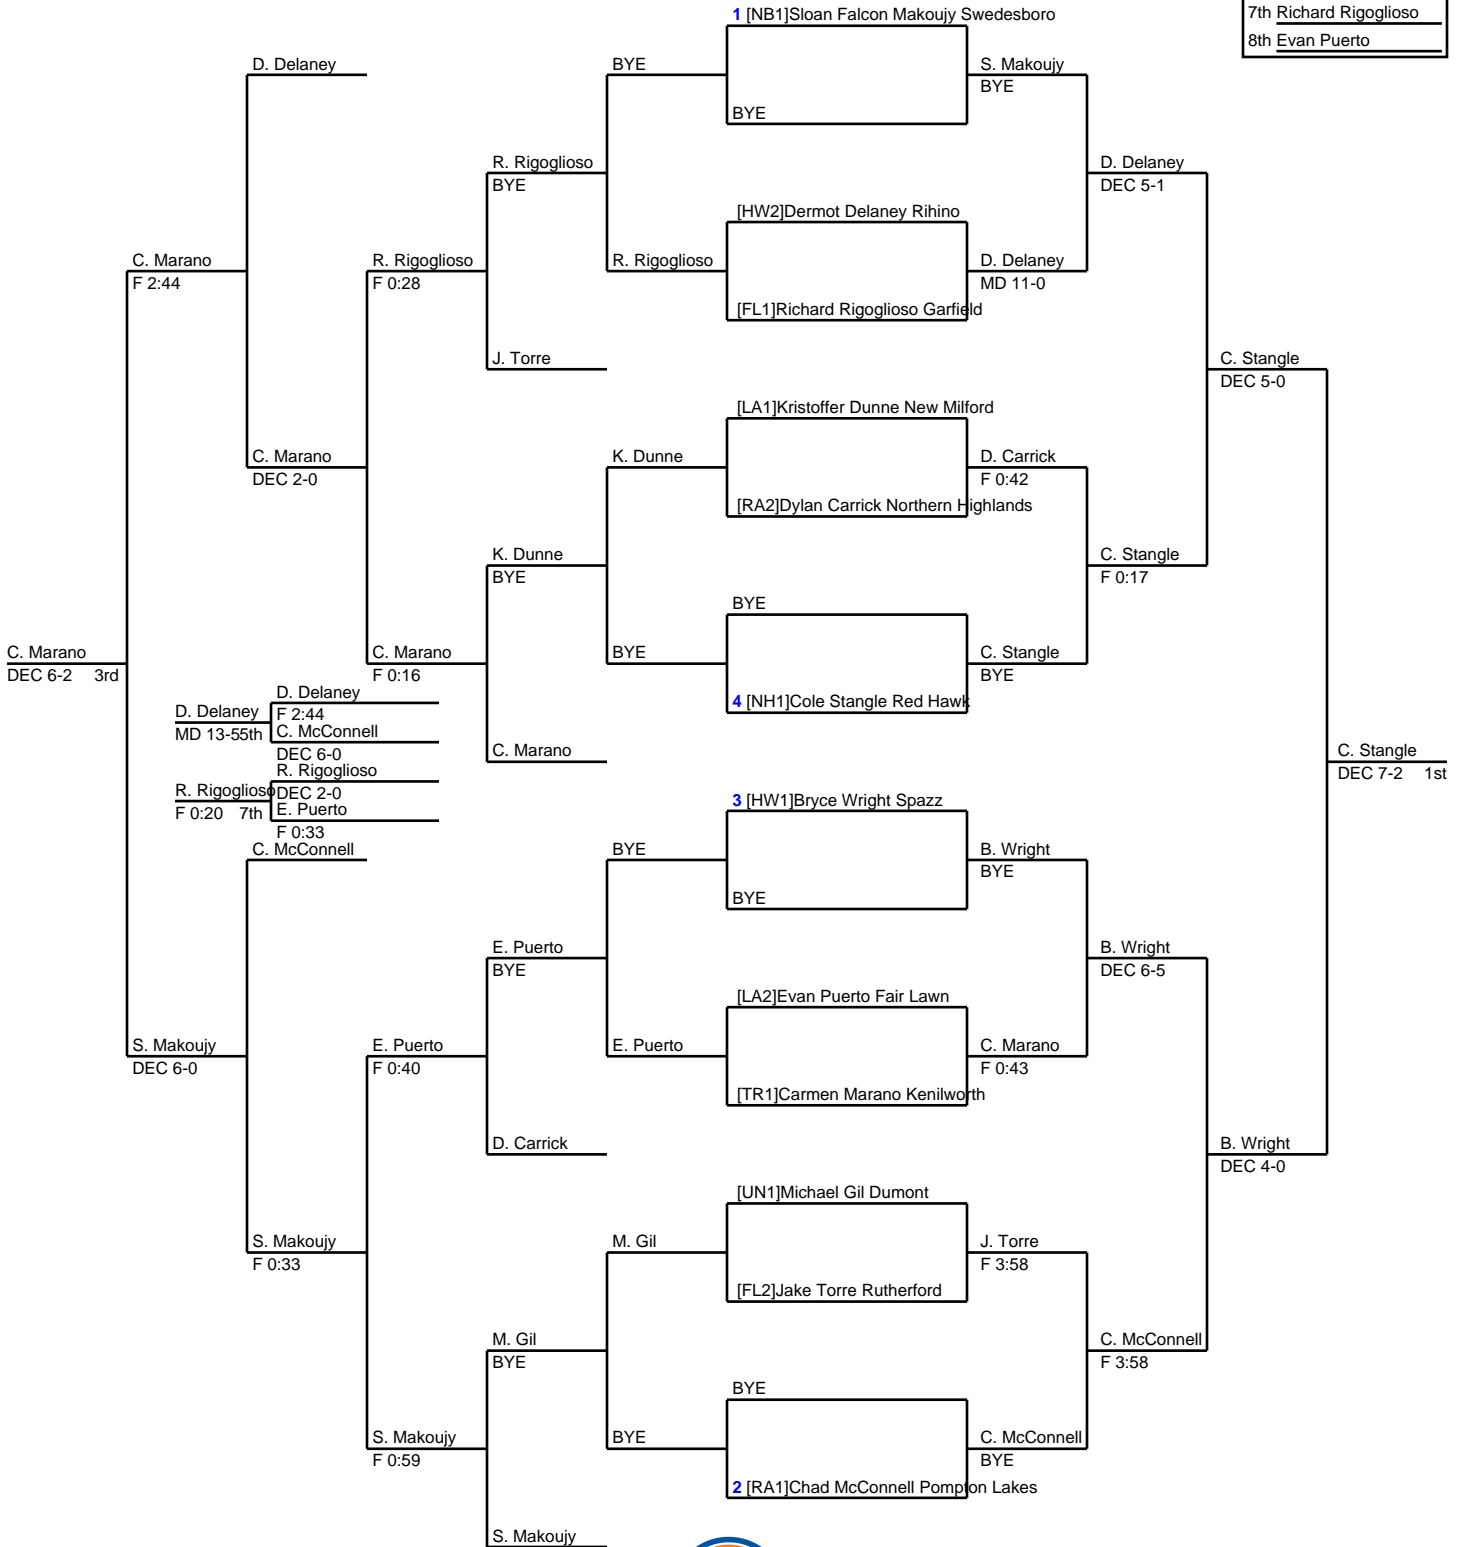 1 [NB1]Sloan Falcon Makoujy Swedesboro
7th Richard Rigoglioso
8th Evan Puerto
D. Delaney
BYE
S. Makoujy
BYE
BYE
R. Rigoglioso
BYE
D. Delaney
DEC 5-1
[HW2]Dermot Delaney Rihino
C. Marano
F 2:44
R. Rigoglioso
F 0:28
R. Rigoglioso
D. Delaney
MD 11-0
[FL1]Richard Rigoglioso Garfield
J. Torre
C. Stangle
DEC 5-0
[LA1]Kristoffer Dunne New Milford
C. Marano
DEC 2-0
K. Dunne
D. Carrick
F 0:42
[RA2]Dylan Carrick Northern Highlands
K. Dunne
BYE
C. Stangle
F 0:17
BYE
C. Marano
DEC 6-2 3rd
C. Marano
F 0:16
BYE
C. Stangle
BYE
D. Delaney
4 [NH1]Cole Stangle Red Hawk
D. Delaney
F 2:44
MD 13-55th
C. McConnell
DEC 6-0
C. Marano
C. Stangle
DEC 7-2 1st
R. Rigoglioso
R. Rigoglioso
DEC 2-0
F 0:20 7th
E. Puerto
F 0:33
3 [HW1]Bryce Wright Spazz
C. McConnell
BYE
B. Wright
BYE
BYE
E. Puerto
BYE
B. Wright
DEC 6-5
[LA2]Evan Puerto Fair Lawn
S. Makoujy
DEC 6-0
E. Puerto
F 0:40
E. Puerto
C. Marano
F 0:43
[TR1]Carmen Marano Kenilworth
D. Carrick
B. Wright
DEC 4-0
[UN1]Michael Gil Dumont
S. Makoujy
F 0:33
M. Gil
J. Torre
F 3:58
[FL2]Jake Torre Rutherford
M. Gil
BYE
C. McConnell
F 3:58
BYE
S. Makoujy
F 0:59
BYE
C. McConnell
BYE
2 [RA1]Chad McConnell Pompton Lakes
S. Makoujy